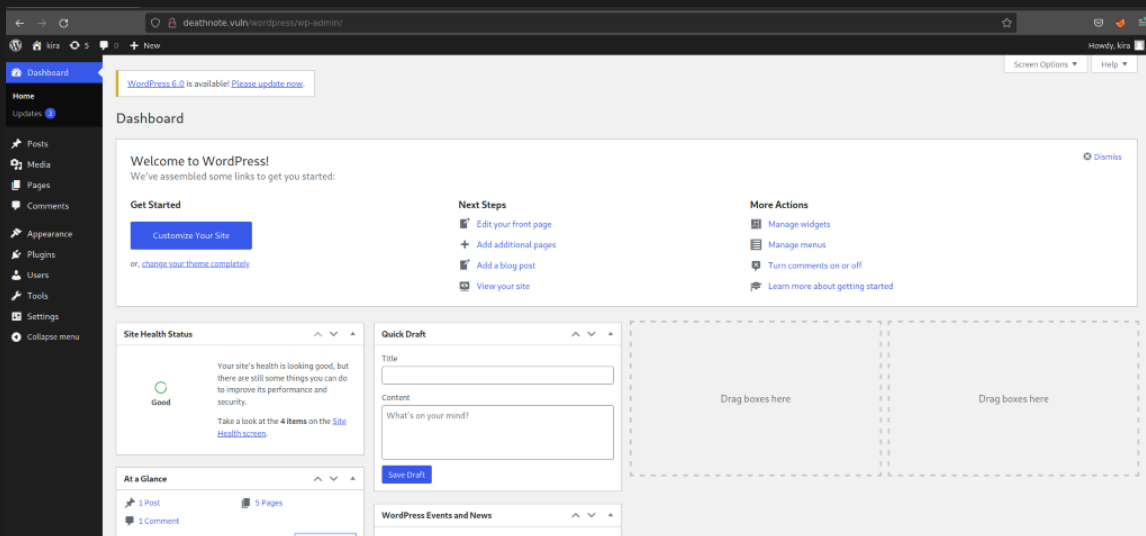 deathnote.vuln/wordpress/wp-admin/
kira 5 0 New
Howdy, kira
Dashboard
Home
Updates 3
Posts
Media
Pages
Comments
Appearance
Plugins
Users
Tools
Settings
Collapse menu
Screen Options
Help
WordPress 6.0 is available! Please update now.
Dashboard
Welcome to WordPress!
We've assembled some links to get you started:
Dismiss
Get Started
Customize Your Site
or, change your theme completely
Next Steps
Edit your front page
Add additional pages
Add a blog post
View your site
More Actions
Manage widgets
Manage menus
Turn comments on or off
Learn more about getting started
Site Health Status
Good
Your site's health is looking good, but
there are still some things you can do
to improve its performance and
security.
Take a look at the 4 items on the Site
Health screen.
At a Glance
1 Post
5 Pages
1 Comment
Quick Draft
Title
Content
What's on your mind?
Save Draft
WordPress Events and News
Drag boxes here
Drag boxes here